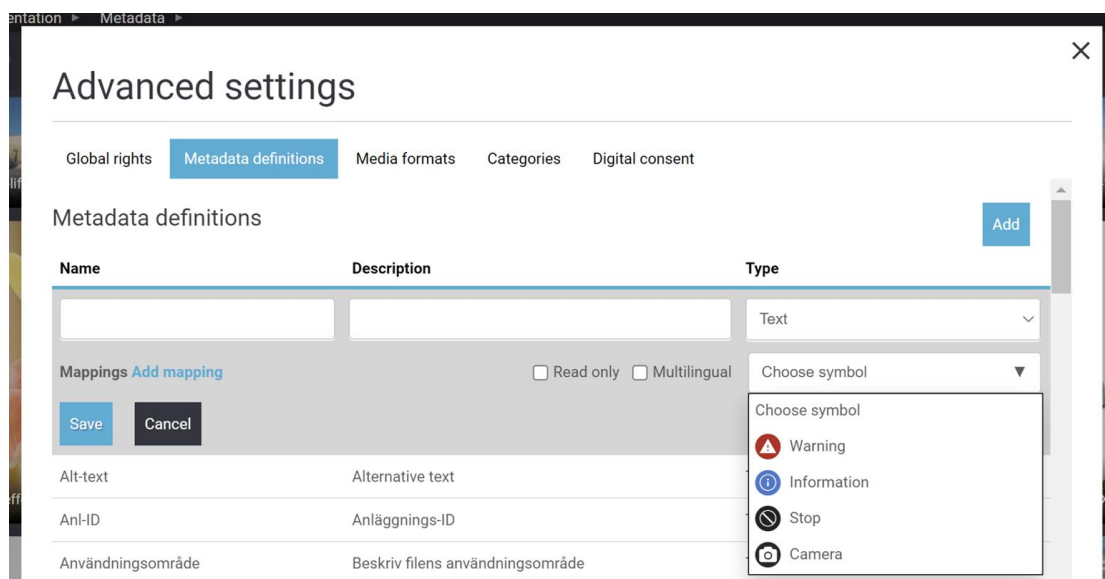 entation ▸ Metadata ▸
Advanced settings
Global rights Metadata definitions Media formats Categories Digital consent
Metadata definitions
Add
Name Description Type
Text
Mappings Add mapping Read only Multilingual Choose symbol
Save Cancel
Choose symbol
Warning
Information
Stop
Camera
Alt-text Alternative text
Anl-ID Anläggnings-ID
Användningsområde Beskriv filens användningsområde